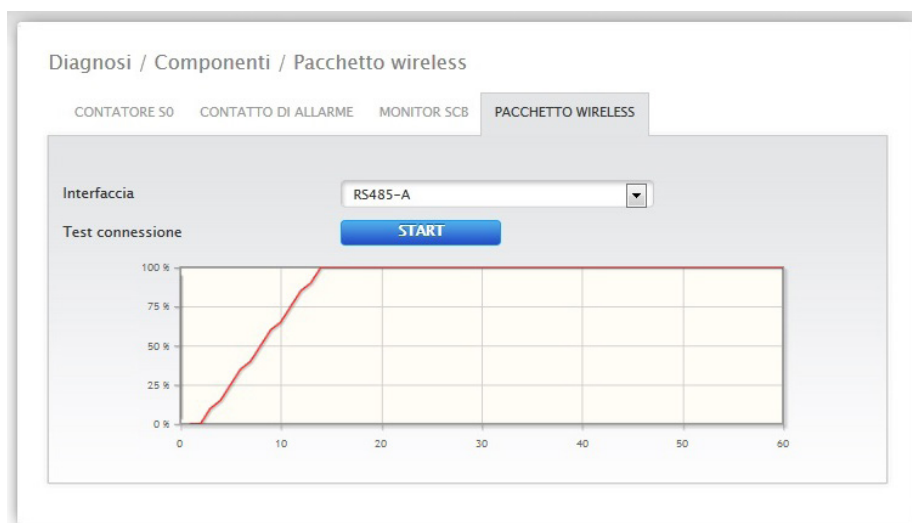 Diagnosi / Componenti / Pacchetto wireless
CONTATORE S0 CONTATTO DI ALLARME MONITOR SCB PACCHETTO WIRELESS
Interfaccia RS485-A
Test connessione START
100 %
75 %
50 %
25 %
0 %
0 10 20 30 40 50 60